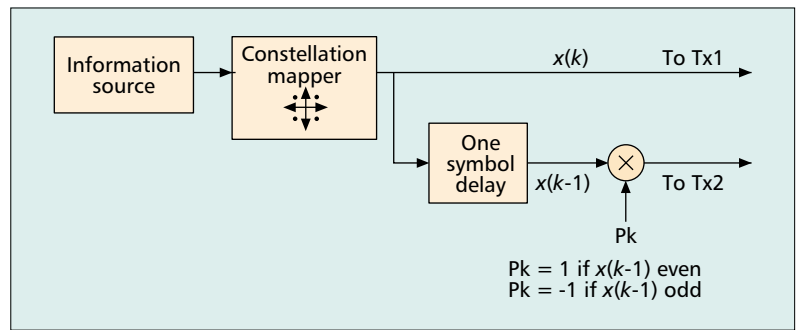 Information
source
Constellation
mapper
x(k)
To Tx1
One
symbol
delay
x(k-1)
×
To Tx2
Pk
Pk = 1 if x(k-1) even
Pk = -1 if x(k-1) odd